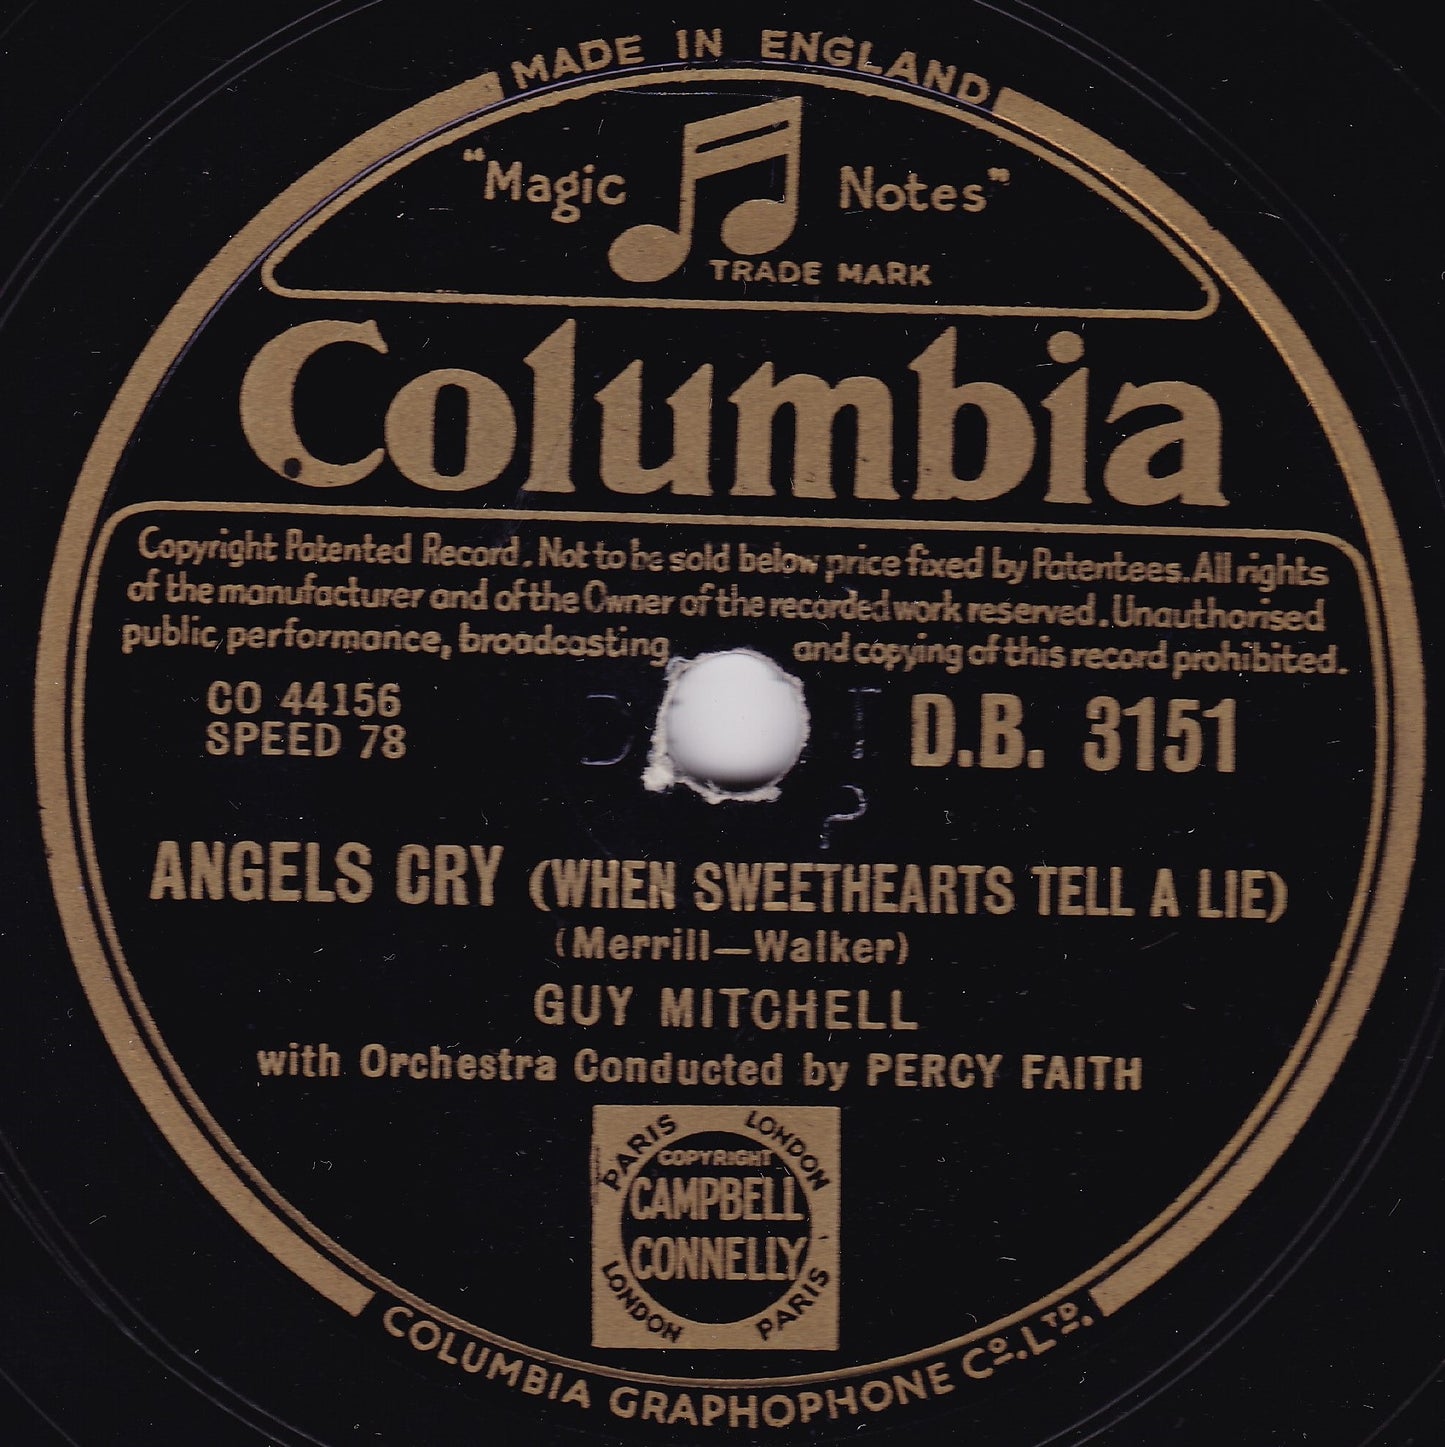 MADE IN ENGLAND
"Magic Notes"
TRADE MARK
Columbia
Copyright Patented Record. Not to be sold below price fixed by Patentees. All rights
of the manufacturer and of the Owner of the recorded work reserved. Unauthorised
public performance, broadcasting and copying of this record prohibited.
CO 44156
SPEED 78
D.B. 3151
ANGELS CRY (WHEN SWEETHEARTS TELL A LIE)
(Merrill—Walker)
GUY MITCHELL
with Orchestra Conducted by PERCY FAITH
PARIS LONDON
COPYRIGHT
CAMPBELL
CONNELLY
LONDON PARIS
COLUMBIA GRAPHOPHONE CO. LTD.